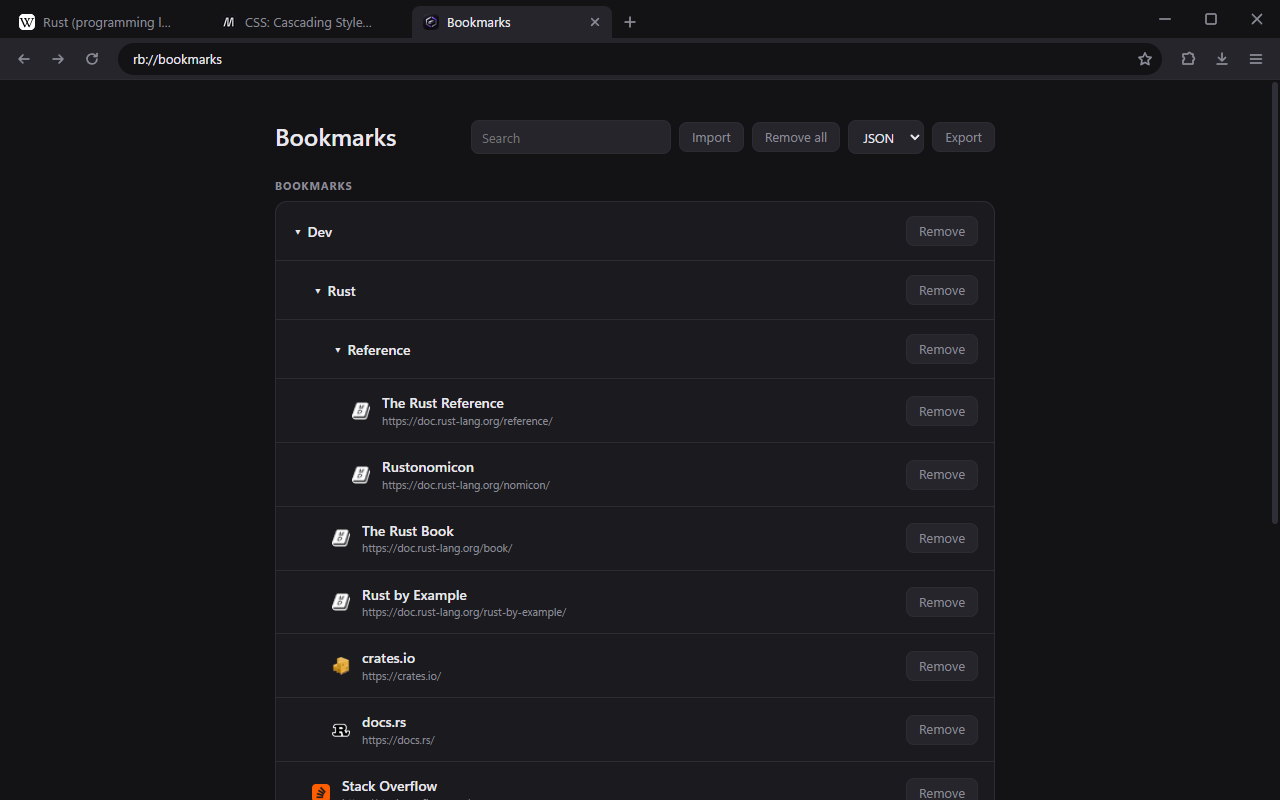 Rust (programming l...
CSS: Cascading Style...
Bookmarks
rb://bookmarks
Bookmarks
Search
Import
Remove all
JSON
Export
BOOKMARKS
Dev
Remove
Rust
Remove
Reference
Remove
The Rust Reference
https://doc.rust-lang.org/reference/
Remove
Rustonomicon
https://doc.rust-lang.org/nomicon/
Remove
The Rust Book
https://doc.rust-lang.org/book/
Remove
Rust by Example
https://doc.rust-lang.org/rust-by-example/
Remove
crates.io
https://crates.io/
Remove
docs.rs
https://docs.rs/
Remove
Stack Overflow
Remove